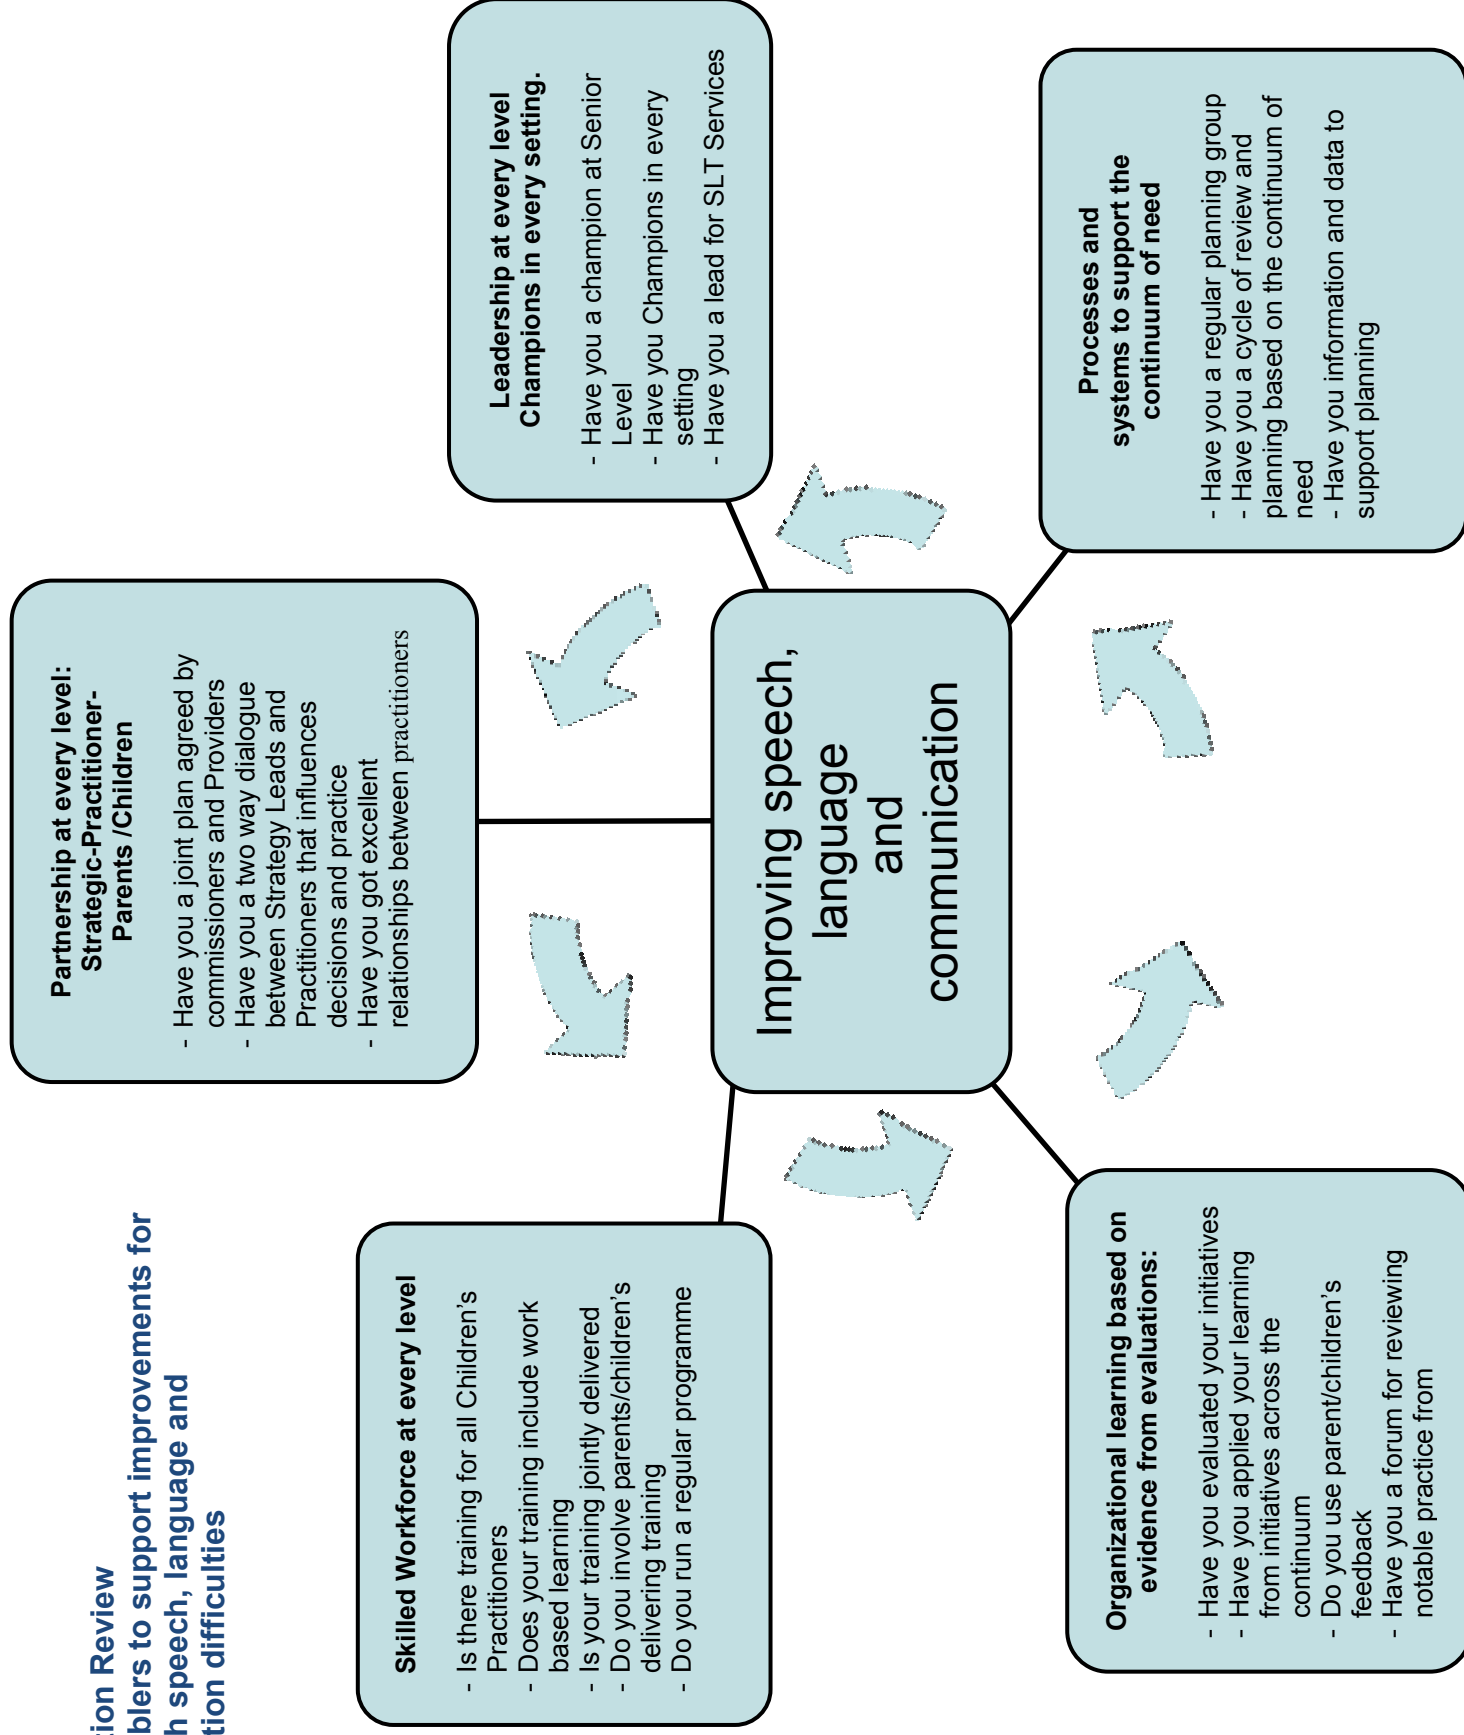 tion Review
blers to support improvements for
h speech, language and
tion difficulties
Partnership at every level:
Strategic-Practitioner-
Parents /Children
- Have you a joint plan agreed by
commissioners and Providers
- Have you a two way dialogue
between Strategy Leads and
Practitioners that influences
decisions and practice
- Have you got excellent
relationships between practitioners
Skilled Workforce at every level
- Is there training for all Children's
Practitioners
- Does your training include work
based learning
- Is your training jointly delivered
- Do you involve parents/children's
delivering training
- Do you run a regular programme
Leadership at every level
Champions in every setting.
- Have you a champion at Senior
Level
- Have you Champions in every
setting
- Have you a lead for SLT Services
Improving speech,
language
and
communication
Organizational learning based on
evidence from evaluations:
- Have you evaluated your initiatives
- Have you applied your learning
from initiatives across the
continuum
- Do you use parent/children's
feedback
- Have you a forum for reviewing
notable practice from
Processes and
systems to support the
continuum of need
- Have you a regular planning group
- Have you a cycle of review and
planning based on the continuum of
need
- Have you information and data to
support planning